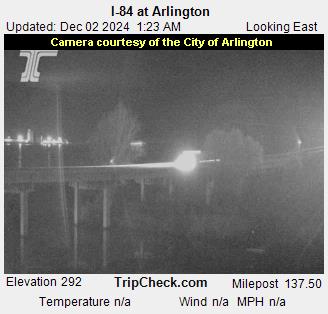 I-84 at Arlington
Updated: Dec 02 2024 1:23 AM Looking East
Camera courtesy of the City of Arlington
Elevation 292 TripCheck.com Milepost 137.50
Temperature n/a Wind n/a MPH n/a